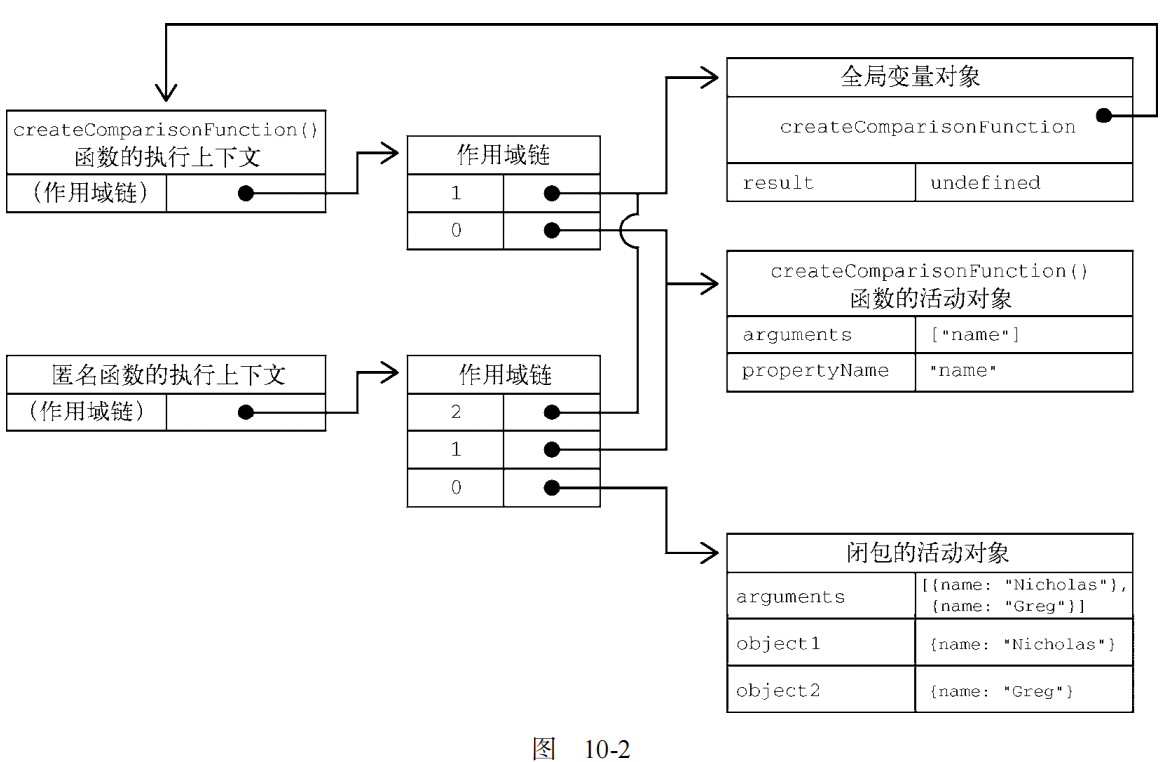 全局变量对象
createComparisonFunction
result undefined
createComparisonFunction()
函数的执行上下文
(作用域链)
作用域链
1
0
createComparisonFunction()
函数的活动对象
arguments ["name"]
propertyName "name"
匿名函数的执行上下文
(作用域链)
作用域链
2
1
0
闭包的活动对象
arguments [{name: "Nicholas"},
{name: "Greg"}]
object1 {name: "Nicholas"}
object2 {name: "Greg"}
图 10-2